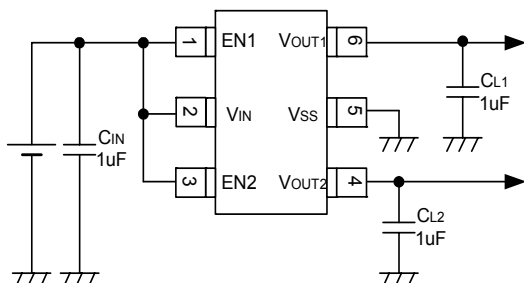 1 EN1 VOUT1 6
2 VIN VSS 5
3 EN2 VOUT2 4
CIN
1uF
CL1
1uF
CL2
1uF